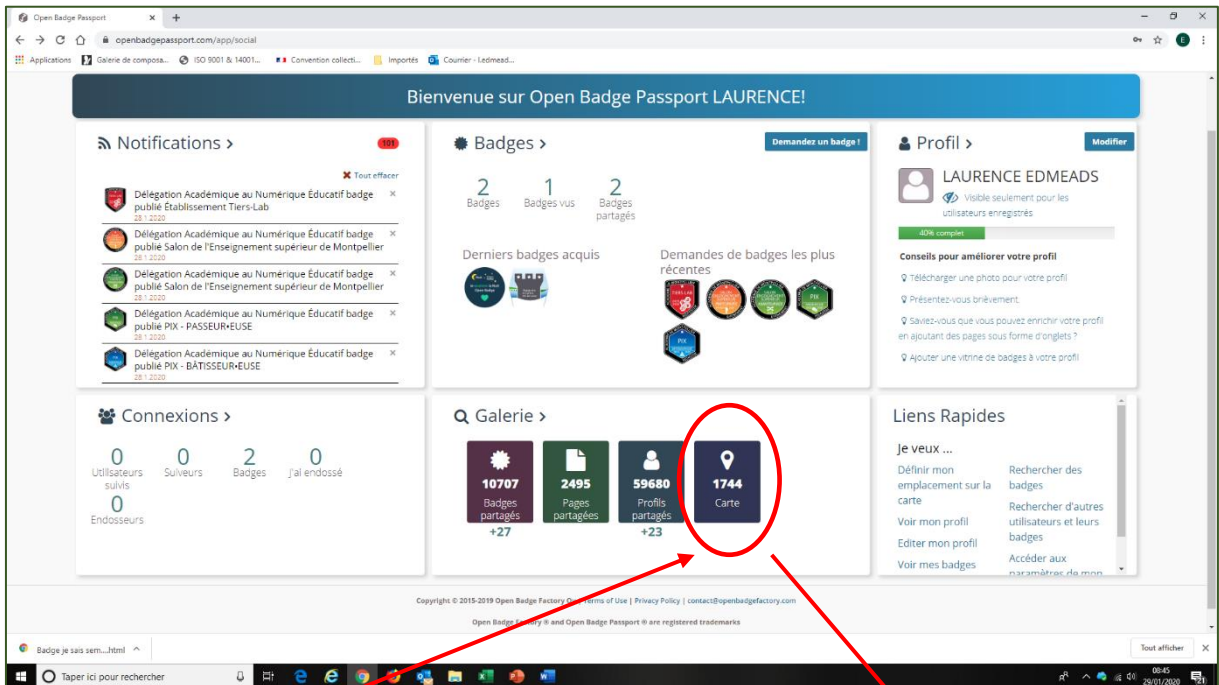 Open Badge Passport
openbadgepassport.com/app/social
Applications
Galerie de composa...
ISO 9001 & 14001...
Convention collecti...
Importés
Courrier - Ledmead...
E
Bienvenue sur Open Badge Passport LAURENCE!
Notifications >
101
Tout effacer
Délégation Académique au Numérique Éducatif badge
publié Établissement Tiers-Lab
28.1.2020
Délégation Académique au Numérique Éducatif badge
publié Salon de l'Enseignement supérieur de Montpellier
28.1.2020
Délégation Académique au Numérique Éducatif badge
publié Salon de l'Enseignement supérieur de Montpellier
28.1.2020
Délégation Académique au Numérique Éducatif badge
publié PIX - PASSEUR•EUSE
28.1.2020
Délégation Académique au Numérique Éducatif badge
publié PIX - BÂTISSEUR•EUSE
28.1.2020
Badges >
Demandez un badge !
2
Badges
1
Badges vus
2
Badges
partagés
Derniers badges acquis
Demandes de badges les plus
récentes
PIX
PIX
Profil >
Modifier
LAURENCE EDMEADS
Visible seulement pour les
utilisateurs enregistrés
40% complet
Conseils pour améliorer votre profil
Télécharger une photo pour votre profil
Présentez-vous brièvement.
Saviez-vous que vous pouvez enrichir votre profil
en ajoutant des pages sous forme d'onglets ?
Ajouter une vitrine de badges à votre profil
Connexions >
0
Utilisateurs
suivis
0
Suiveurs
2
Badges
0
J'ai endossé
0
Endosseurs
Galerie >
10707
Badges
partagés
+27
2495
Pages
partagées
59680
Profils
partagés
+23
1744
Carte
Liens Rapides
Je veux ...
Définir mon
emplacement sur la
carte
Voir mon profil
Editer mon profil
Voir mes badges
Rechercher des
badges
Rechercher d'autres
utilisateurs et leurs
badges
Accéder aux
paramètres de mon
Copyright © 2015-2019 Open Badge Factory Terms of Use | Privacy Policy | contact@openbadgefactory.com
Open Badge Factory ® and Open Badge Passport ® are registered trademarks
Badge je sais sem....html
Tout afficher
Taper ici pour rechercher
08:45
29/01/2020